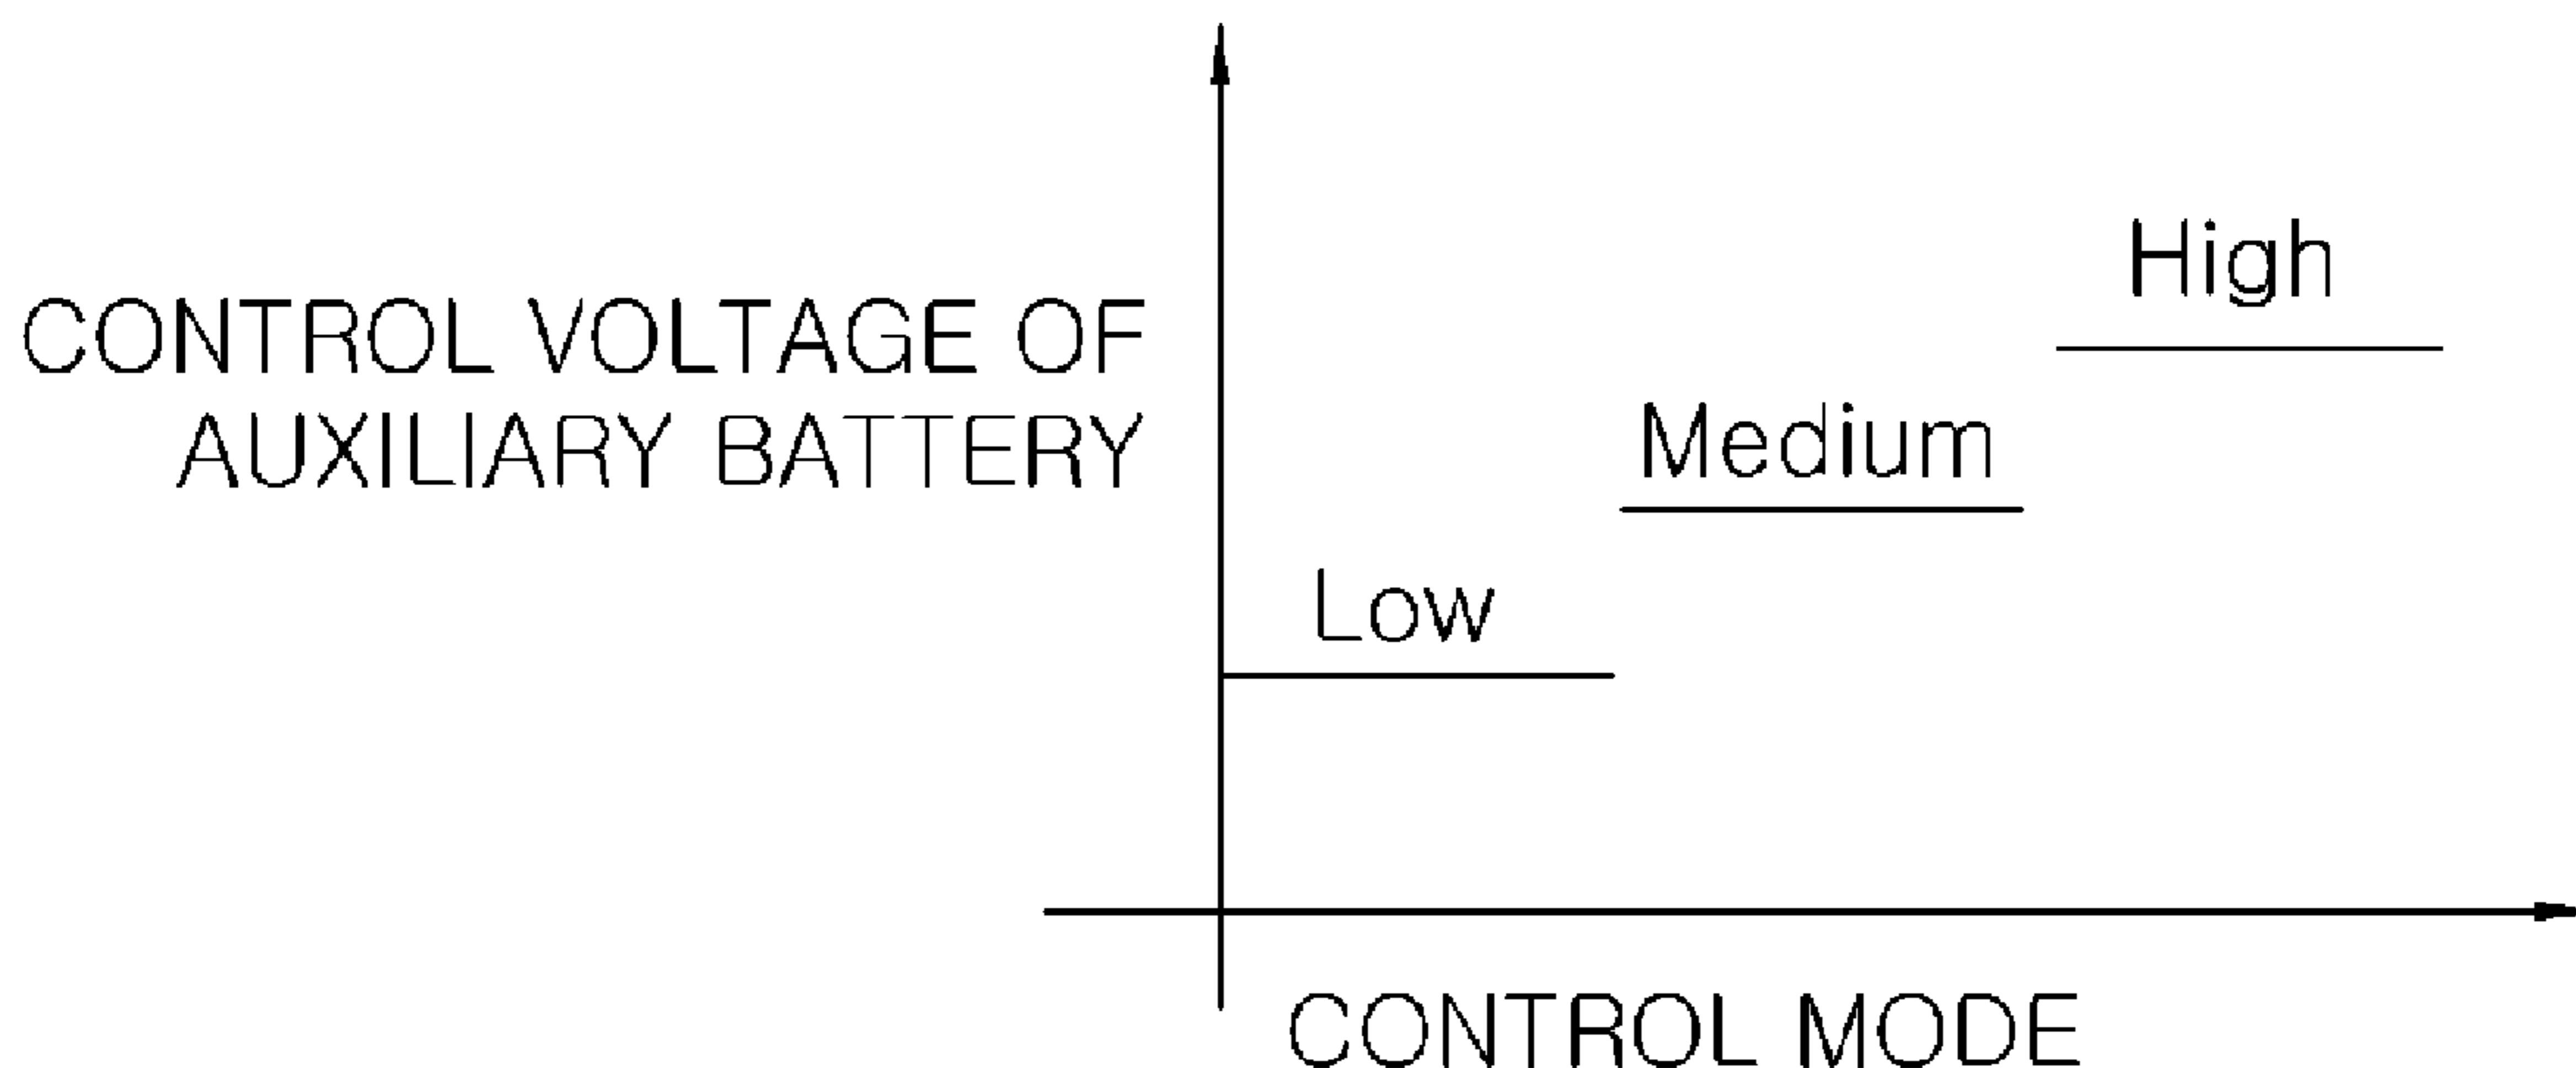 High
CONTROL VOLTAGE OF
AUXILIARY BATTERY
Medium
Low
CONTROL MODE